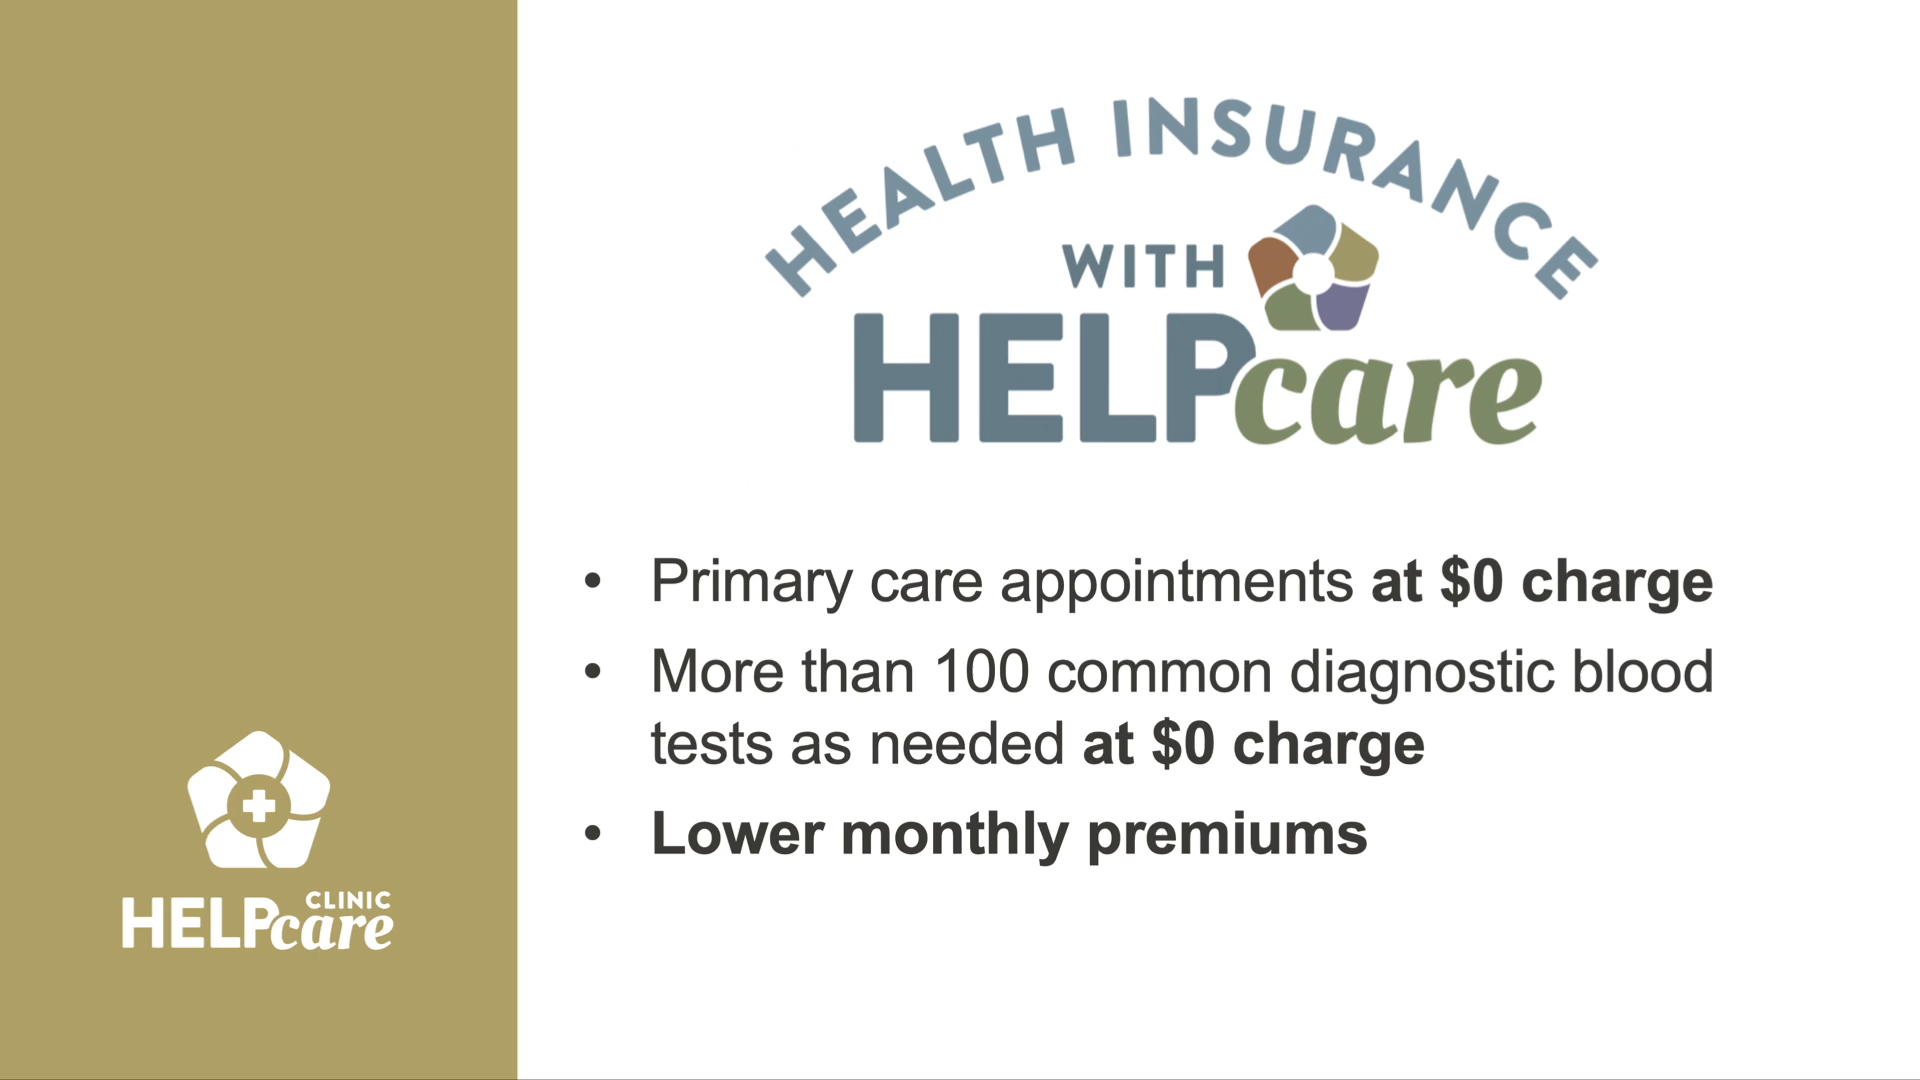 HEALTH INSURANCE
WITH
HELPcare
• Primary care appointments at $0 charge
• More than 100 common diagnostic blood
tests as needed at $0 charge
• Lower monthly premiums
CLINIC
HELPcare